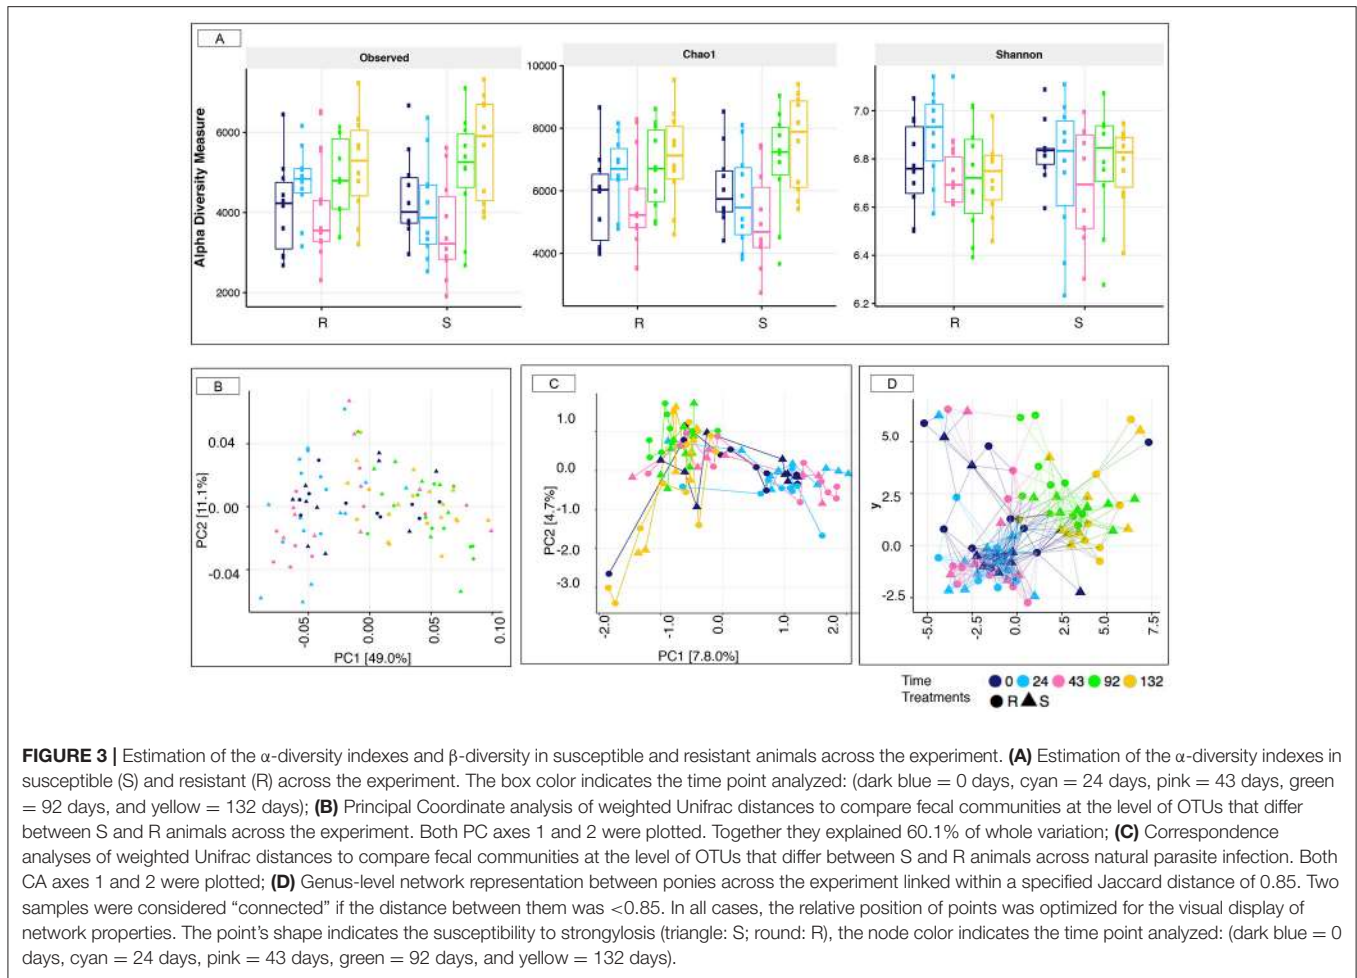 A
Observed
Chao1
Shannon
Alpha Diversity Measure
6000
4000
2000
10000
8000
6000
4000
7.0
6.8
6.6
6.4
6.2
R
S
R
S
R
S
B
PC2 [11.1%]
0.04
0.00
-0.04
-0.05
0.00
0.05
0.10
PC1 [49.0%]
C
PC2 [4.7%]
1.0
0.0
-1.0
-2.0
-3.0
-2.0
-1.0
0.0
1.0
2.0
PC1 [7.8.0%]
D
y
5.0
2.5
0.0
-2.5
-5.0
-2.5
0.0
2.5
5.0
7.5
Time 0 24 43 92 132
Treatments R S
FIGURE 3 | Estimation of the α-diversity indexes and β-diversity in susceptible and resistant animals across the experiment. (A) Estimation of the α-diversity indexes in
susceptible (S) and resistant (R) across the experiment. The box color indicates the time point analyzed: (dark blue = 0 days, cyan = 24 days, pink = 43 days, green
= 92 days, and yellow = 132 days); (B) Principal Coordinate analysis of weighted Unifrac distances to compare fecal communities at the level of OTUs that differ
between S and R animals across the experiment. Both PC axes 1 and 2 were plotted. Together they explained 60.1% of whole variation; (C) Correspondence
analyses of weighted Unifrac distances to compare fecal communities at the level of OTUs that differ between S and R animals across natural parasite infection. Both
CA axes 1 and 2 were plotted; (D) Genus-level network representation between ponies across the experiment linked within a specified Jaccard distance of 0.85. Two
samples were considered “connected” if the distance between them was <0.85. In all cases, the relative position of points was optimized for the visual display of
network properties. The point’s shape indicates the susceptibility to strongylosis (triangle: S; round: R), the node color indicates the time point analyzed: (dark blue = 0
days, cyan = 24 days, pink = 43 days, green = 92 days, and yellow = 132 days).